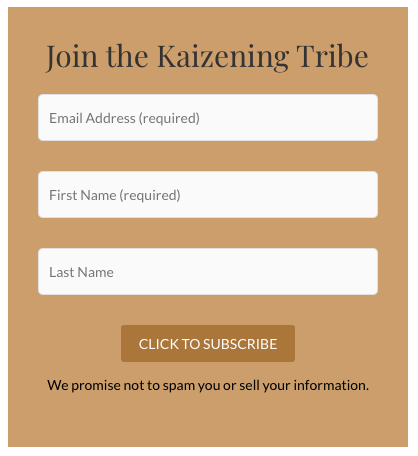 Join the Kaizening Tribe
Email Address (required)
First Name (required)
Last Name
CLICK TO SUBSCRIBE
We promise not to spam you or sell your information.